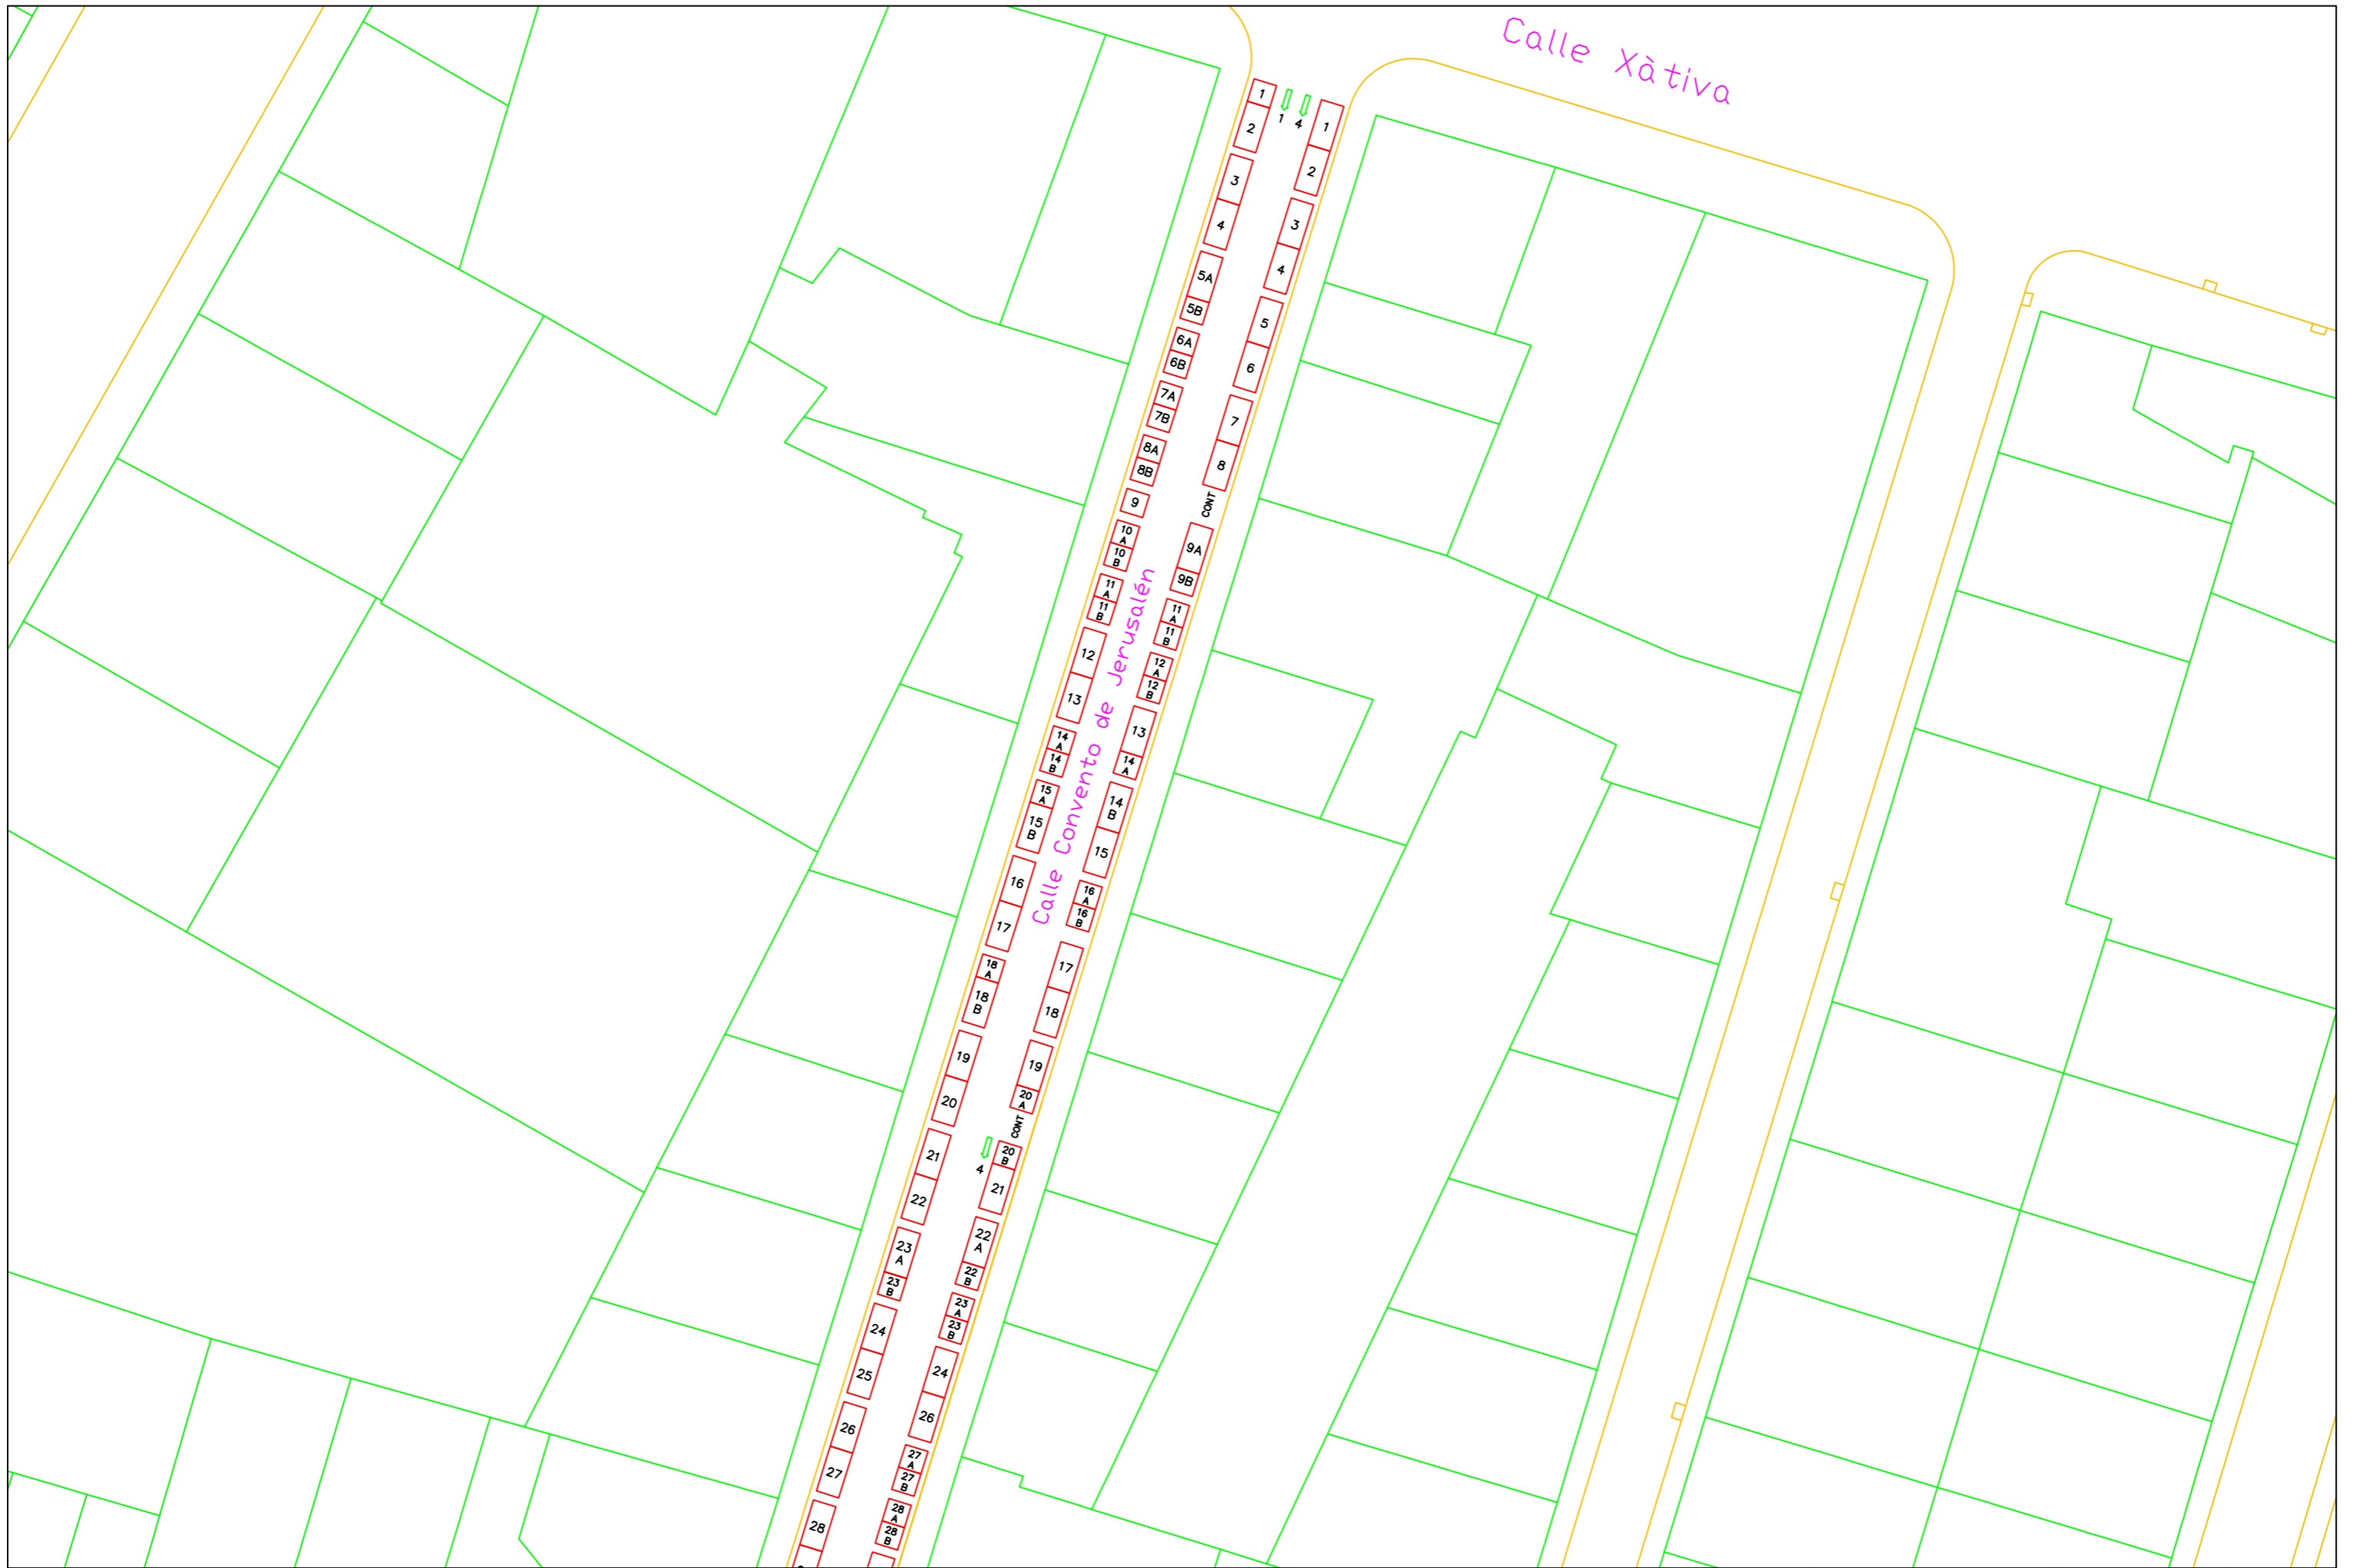 Calle Xàtiva
1
2
3
4
5A
5B
6A
6B
7A
7B
8A
8B
9
10
A
10
B
11
A
11
B
12
13
14
A
14
B
15
A
15
B
16
17
18
A
18
B
19
20
21
22
23
A
23
B
24
25
26
27
28
1
4
Calle Convento de Jerusalén
4
1
2
3
4
5
6
7
8
CONT
9A
9B
11
A
11
B
12
A
12
B
13
14
A
14
B
15
16
A
16
B
17
18
19
20
A
CONT
20
B
21
22
A
22
B
23
A
23
B
24
26
27
A
27
B
28
A
28
B